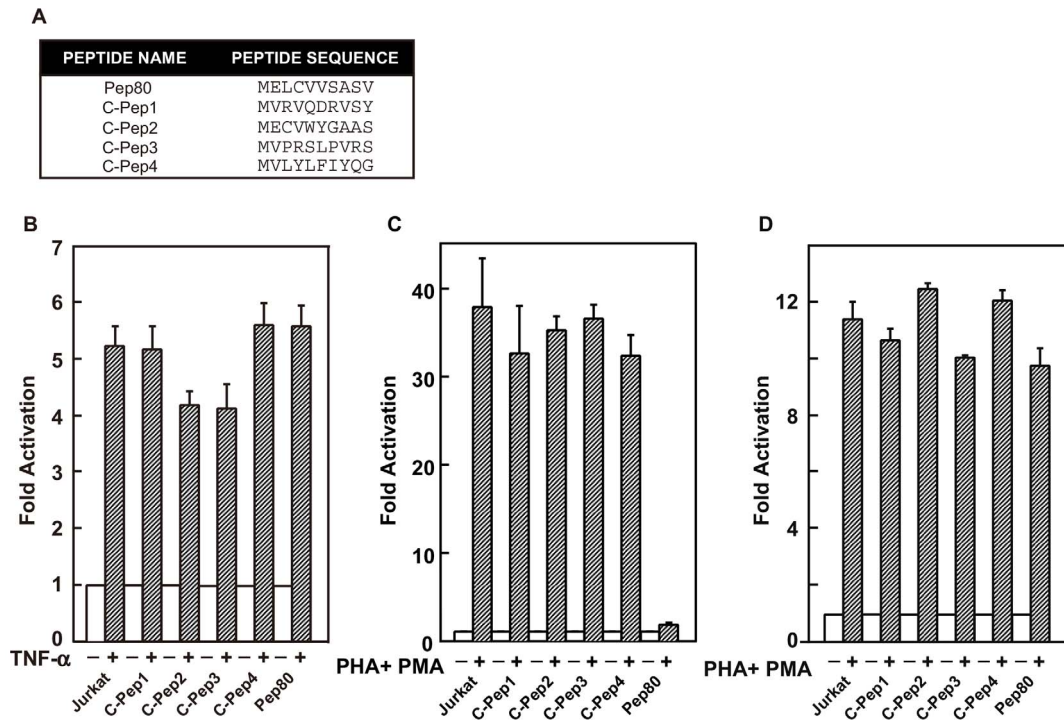 A
PEPTIDE NAME PEPTIDE SEQUENCE
Pep80 MELCVVSASV
C-Pep1 MVRVQDRVSY
C-Pep2 MECVWYGAAS
C-Pep3 MVPRSLPVRS
C-Pep4 MVLYLFIYQG
B
7
6
5
4
3
2
1
0
Fold Activation
TNF-α – + – + – + – + – + – +
Jurkat C-Pep1 C-Pep2 C-Pep3 C-Pep4 Pep80
C
40
30
20
10
0
Fold Activation
PHA+ PMA – + – + – + – + – + – +
Jurkat C-Pep1 C-Pep2 C-Pep3 C-Pep4 Pep80
D
12
8
4
0
Fold Activation
PHA+ PMA – + – + – + – + – + – +
Jurkat C-Pep1 C-Pep2 C-Pep3 C-Pep4 Pep80